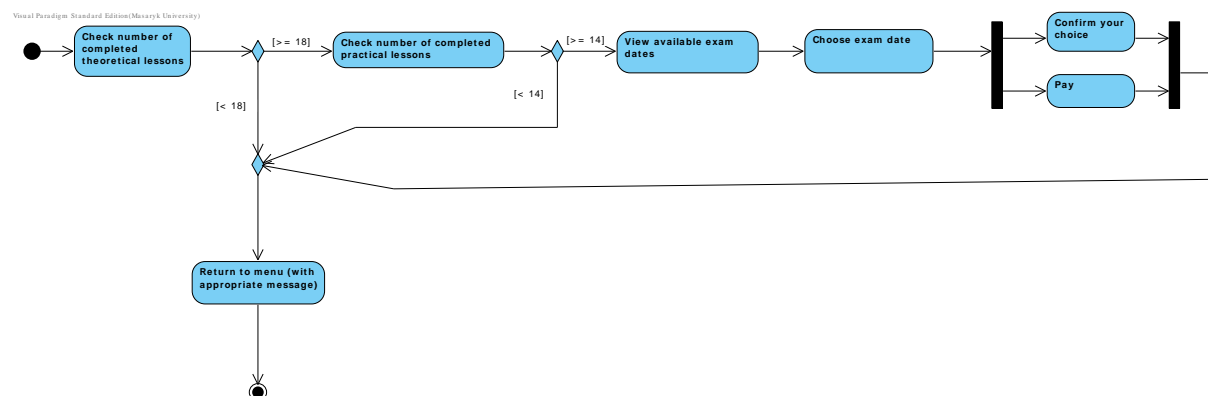 Visual Paradigm Standard Edition(Masaryk University)
Check number of
completed
theoretical lessons
[>= 18]
Check number of completed
practical lessons
[>= 14]
View available exam
dates
Choose exam date
Confirm your
choice
Pay
[< 18]
[< 14]
Return to menu (with
appropriate message)